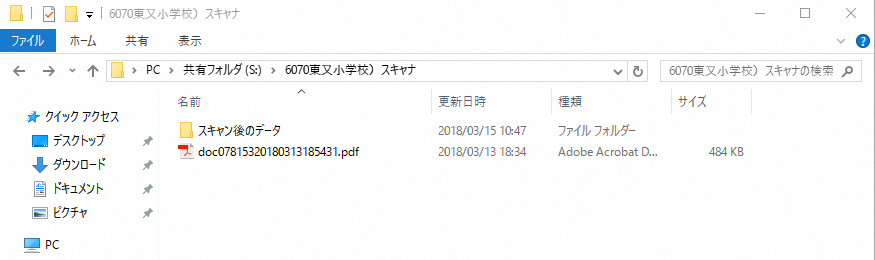 6070東又小学校）スキャナ
ファイル ホーム 共有 表示
PC 共有フォルダ (S:) 6070東又小学校）スキャナ 6070東又小学校）スキャナの検索
名前 更新日時 種類 サイズ
クイック アクセス
スキャン後のデータ 2018/03/15 10:47 ファイル フォルダー
デスクトップ
doc07815320180313185431.pdf 2018/03/13 18:34 Adobe Acrobat D... 484 KB
ダウンロード
ドキュメント
ピクチャ
PC